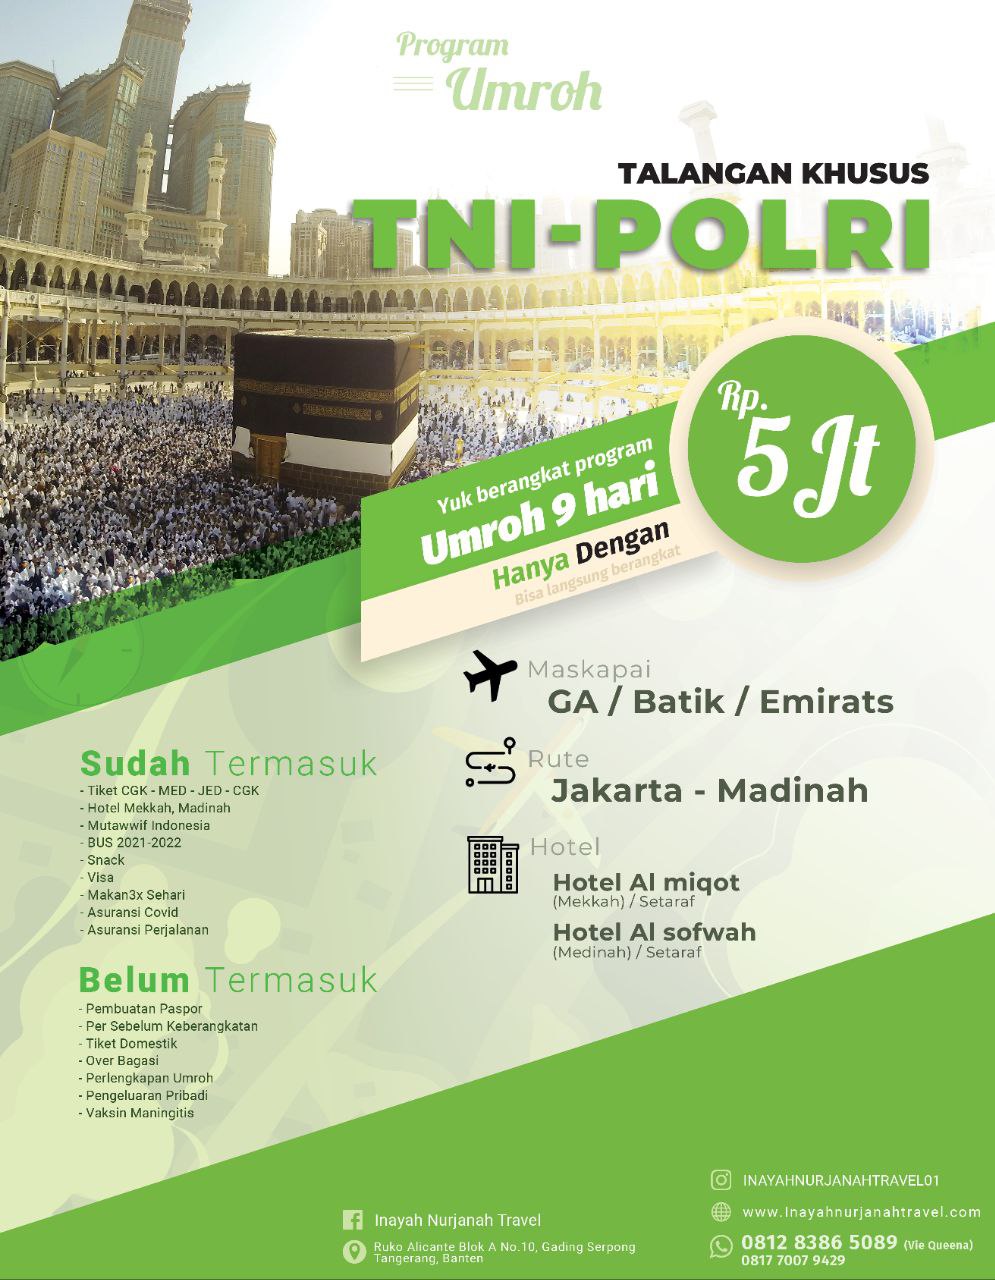 Program
Umroh
TALANGAN KHUSUS
TNI-POLRI
Rp.
5 Jt
Yuk berangkat program
Umroh 9 hari
Hanya Dengan
Bisa langsung berangkat
Maskapai
GA / Batik / Emirats
Rute
Jakarta - Madinah
Hotel
Hotel Al miqot
(Mekkah) / Setaraf
Hotel Al sofwah
(Medinah) / Setaraf
Sudah Termasuk
- Tiket CGK - MED - JED - CGK
- Hotel Mekkah, Madinah
- Mutawwif Indonesia
- BUS 2021-2022
- Snack
- Visa
- Makan3x Sehari
- Asuransi Covid
- Asuransi Perjalanan
Belum Termasuk
- Pembuatan Paspor
- Per Sebelum Keberangkatan
- Tiket Domestik
- Over Bagasi
- Perlengkapan Umroh
- Pengeluaran Pribadi
- Vaksin Maningitis
Inayah Nurjanah Travel
Ruko Alicante Blok A No.10, Gading Serpong
Tangerang, Banten
INAYAHNURJANAHTRAVEL01
www.Inayahnurjanahtravel.com
0812 8386 5089 (Vie Queena)
0817 7007 9429